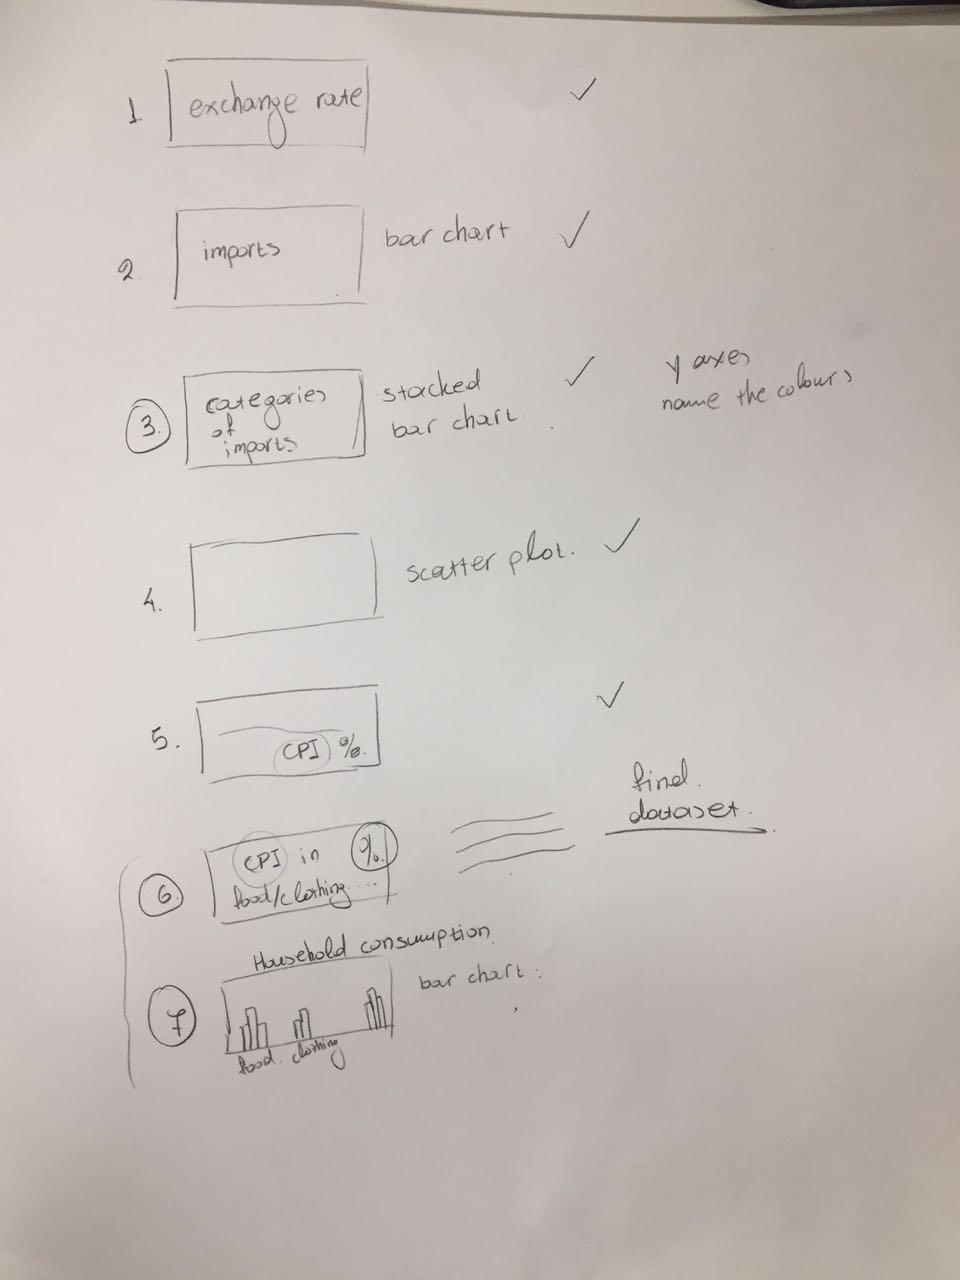 1. exchange rate ✓
2. imports bar chart ✓
3. categories of imports
stacked bar chart. ✓
y axes
name the colours
4. scatter plot. ✓
5. CPI %. ✓
6. CPI in %.
food/clothing....
find.
dataset.
Household consumption
7 bar chart.
food. clothing